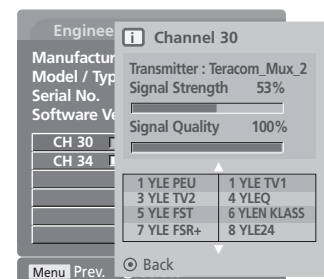 Engineer
i Channel 30
Manufactur
Model / Typ
Serial No.
Software Ve
Transmitter : Teracom_Mux_2
Signal Strength 53%
Signal Quality 100%
CH 30
CH 34
1 YLE PEU 1 YLE TV1
3 YLE TV2 4 YLEQ
5 YLE FST 6 YLEN KLASS
7 YLE FSR+ 8 YLE24
Back
Menu Prev.